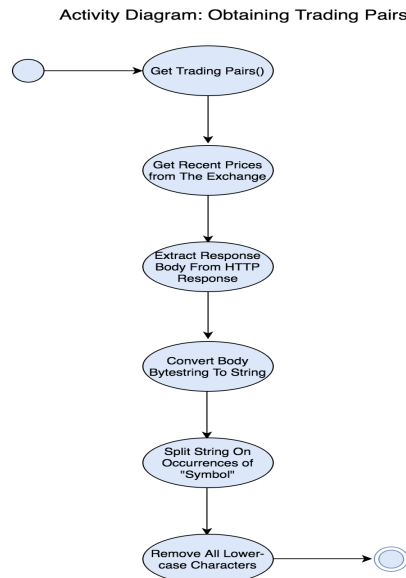 Activity Diagram: Obtaining Trading Pairs
Get Trading Pairs()
Get Recent Prices
from The Exchange
Extract Response
Body From HTTP
Response
Convert Body
Bytestring To String
Split String On
Occurrences of
"Symbol"
Remove All Lower-
case Characters